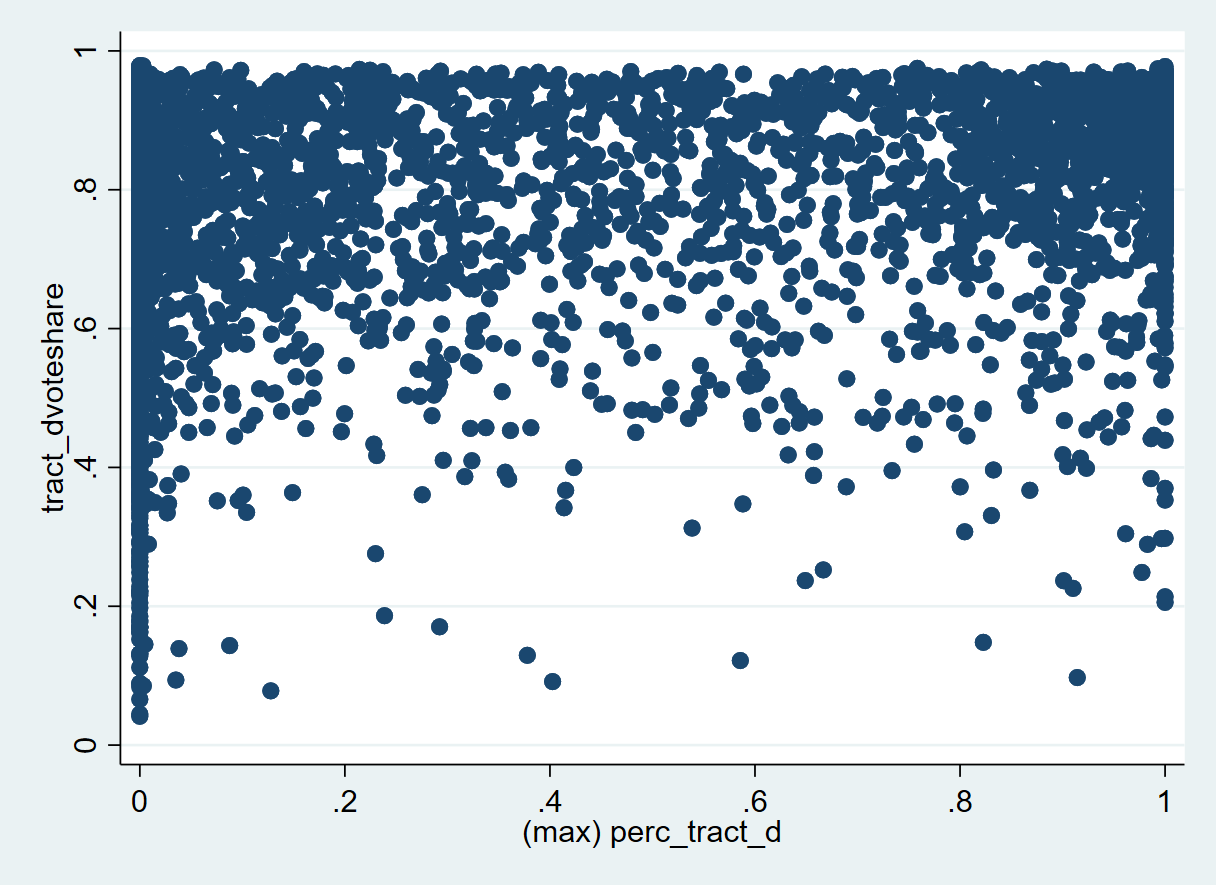 tract_dvoteshare
1
.8
.6
.4
.2
0
0 .2 .4 .6 .8 1
(max) perc_tract_d